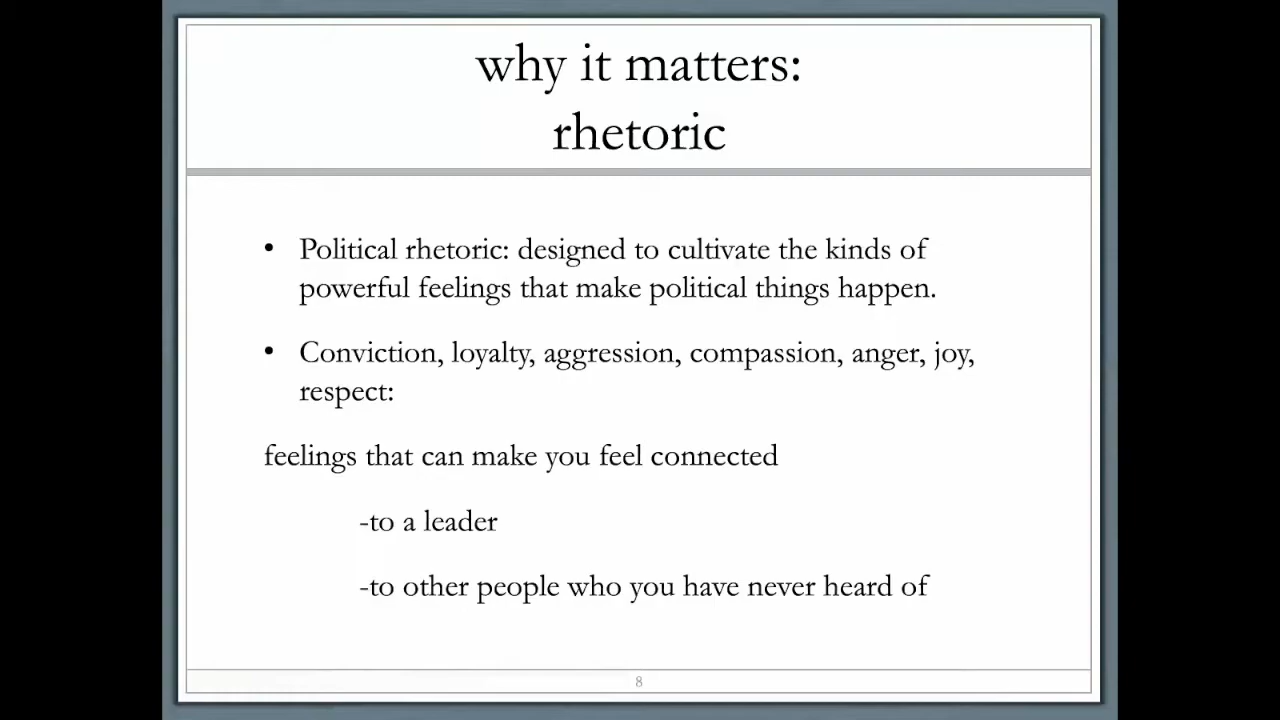 why it matters:
rhetoric
• Political rhetoric: designed to cultivate the kinds of
powerful feelings that make political things happen.
• Conviction, loyalty, aggression, compassion, anger, joy,
respect:
feelings that can make you feel connected
-to a leader
-to other people who you have never heard of
8